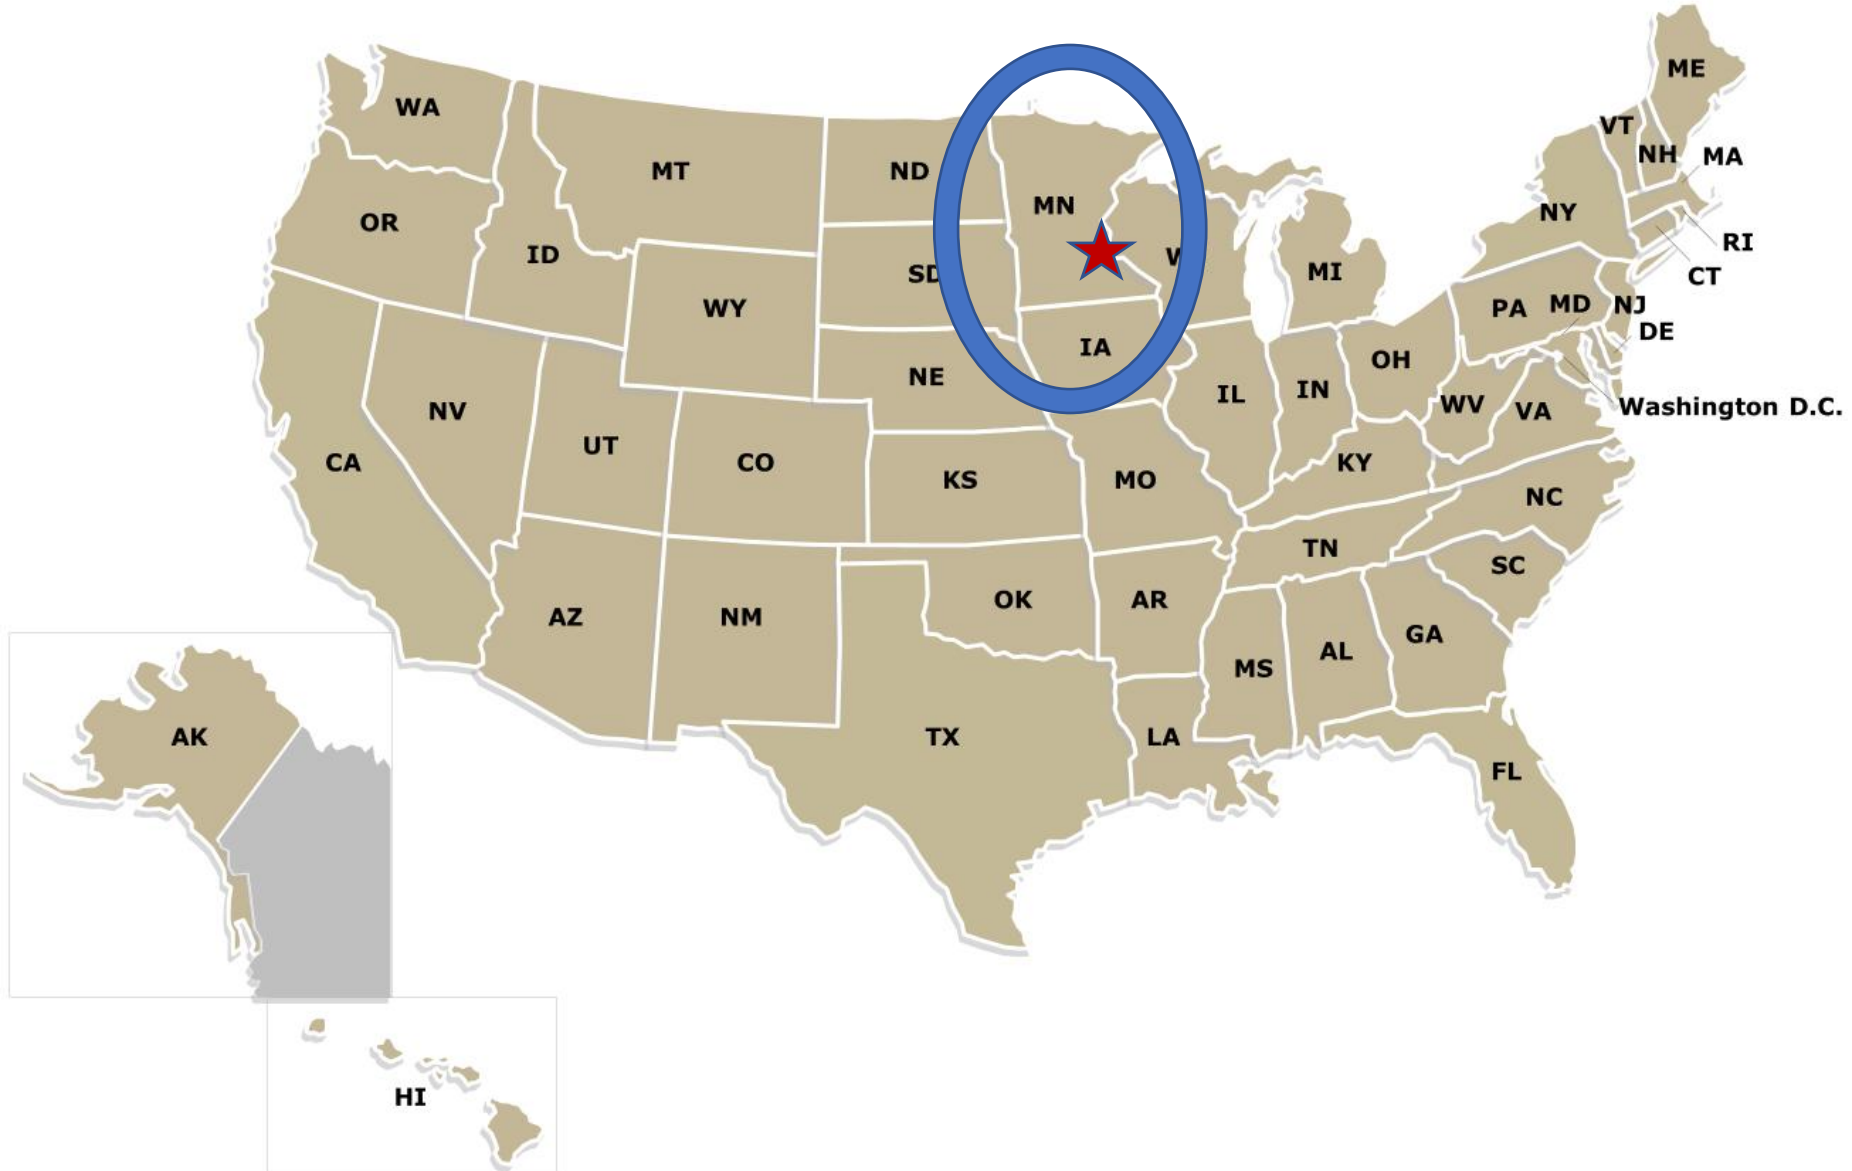 ME
WA
VT
NH
MA
MT
ND
MN
NY
OR
RI
ID
W
SD
MI
CT
WY
PA
MD
NJ
DE
IA
OH
NE
IN
IL
WV
VA
Washington D.C.
NV
UT
CO
CA
KS
MO
KY
NC
TN
SC
AZ
NM
OK
AR
GA
MS
AL
AK
TX
LA
FL
HI